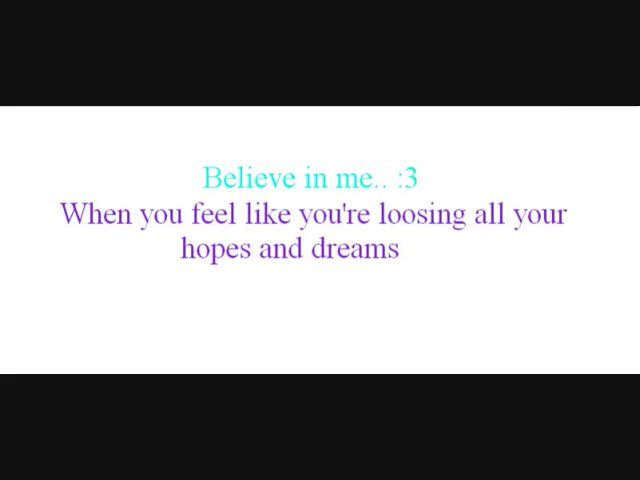 Believe in me.. :3
When you feel like you're loosing all your
hopes and dreams